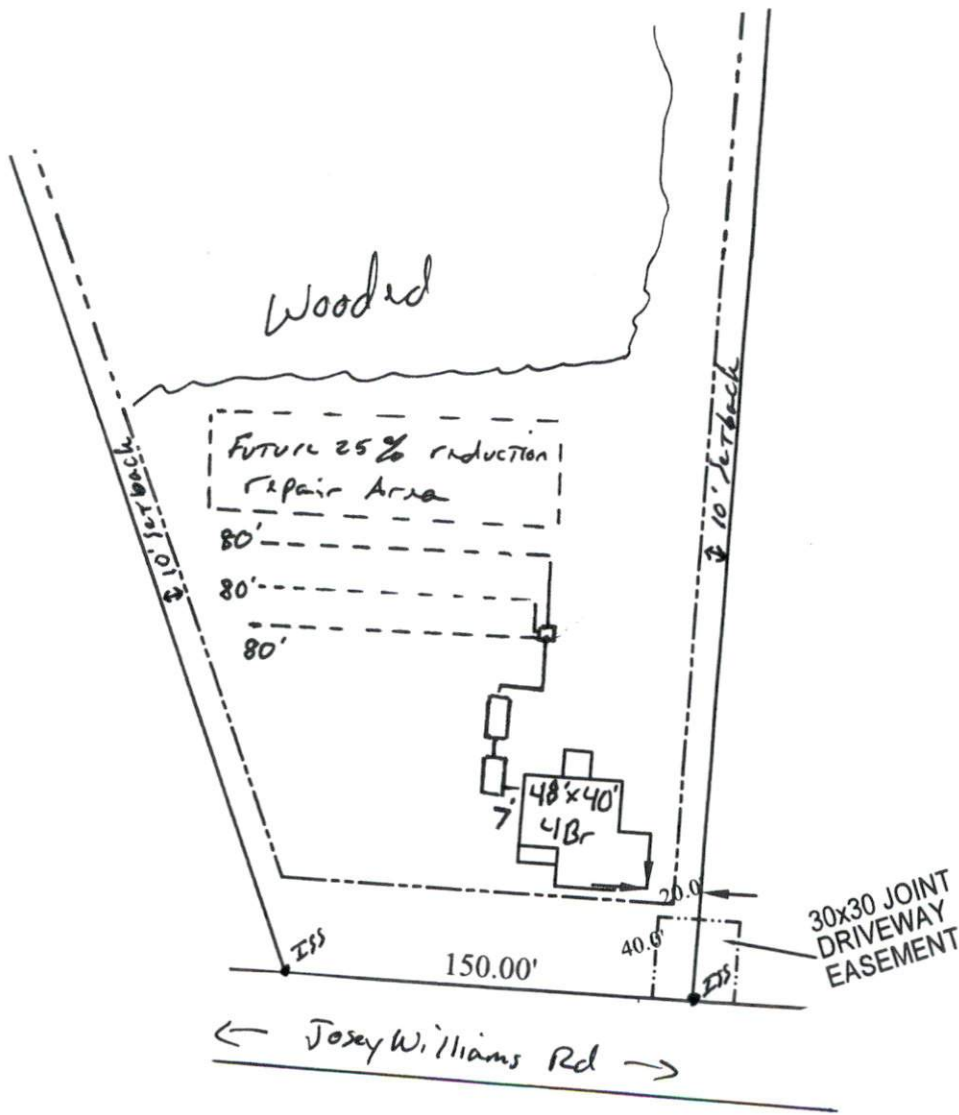 Wooded
10' Setback
10' Setback
Future 25% reduction
repair Area
80'
80'
80'
7'
48'x40'
4Br
20.0'
40.0'
30x30 JOINT
DRIVEWAY
EASEMENT
ISS
150.00'
ISS
Josey Williams Rd